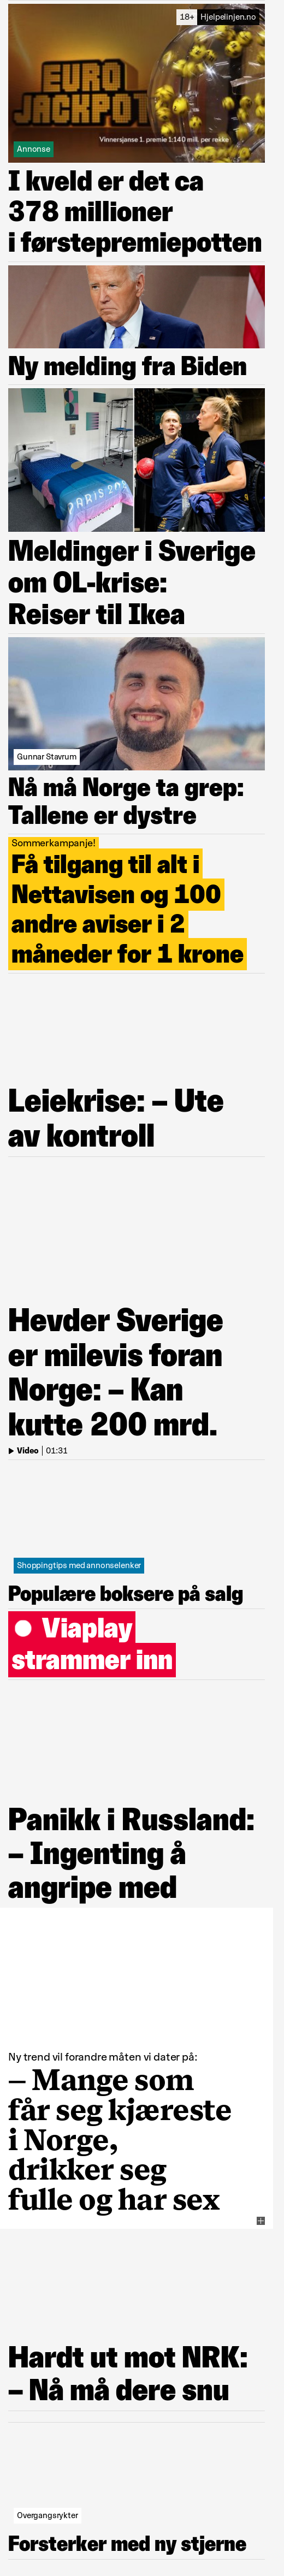 18+ Hjelpelinjen.no
EURO
JACKPOT
Vinnersjanse 1. premie 1:140 mill. per rekke
Annonse
I kveld er det ca
378 millioner
i førstepremiepotten
Ny melding fra Biden
PARIS 20
Meldinger i Sverige
om OL-krise:
Reiser til Ikea
Gunnar Stavrum
Nå må Norge ta grep:
Tallene er dystre
Sommerkampanje!
Få tilgang til alt i
Nettavisen og 100
andre aviser i 2
måneder for 1 krone
Leiekrise: – Ute
av kontroll
Hevder Sverige
er milevis foran
Norge: – Kan
kutte 200 mrd.
Video | 01:31
Shoppingtips med annonselenker
Populære boksere på salg
Viaplay
strammer inn
Panikk i Russland:
– Ingenting å
angripe med
Ny trend vil forandre måten vi dater på:
– Mange som
får seg kjæreste
i Norge,
drikker seg
fulle og har sex
Hardt ut mot NRK:
– Nå må dere snu
Overgangsrykter
Forsterker med ny stjerne